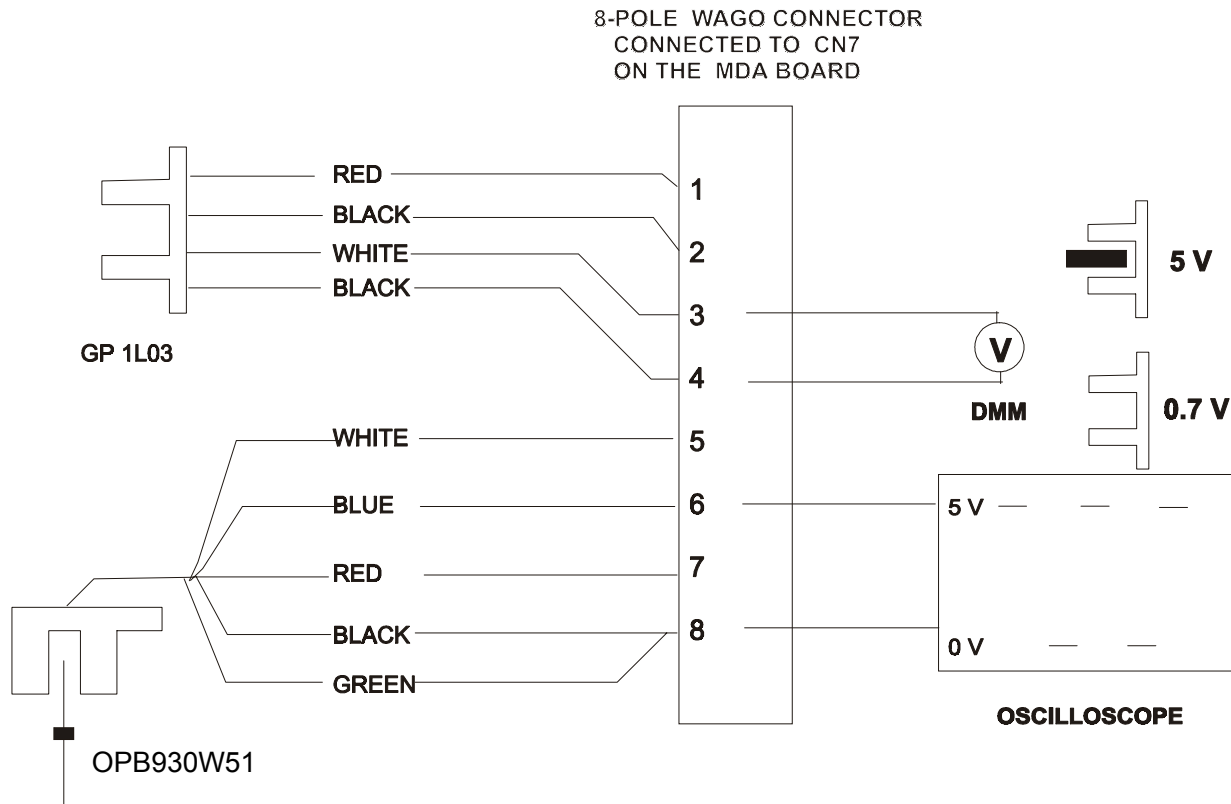 8-POLE WAGO CONNECTOR
CONNECTED TO CN7
ON THE MDA BOARD
RED
BLACK
WHITE
BLACK
GP 1L03
WHITE
BLUE
RED
BLACK
GREEN
OPB930W51
1
2
3
4
5
6
7
8
V
DMM
5 V
0.7 V
5 V
0 V
OSCILLOSCOPE